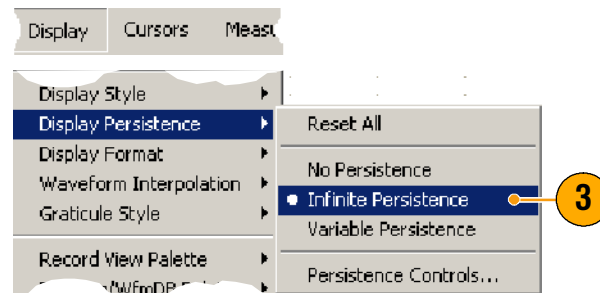 Display Cursors
Display Style
Display Persistence
Display Format
Waveform Interpolation
Graticule Style
Record View Palette
Reset All
No Persistence
Infinite Persistence
Variable Persistence
Persistence Controls...
3